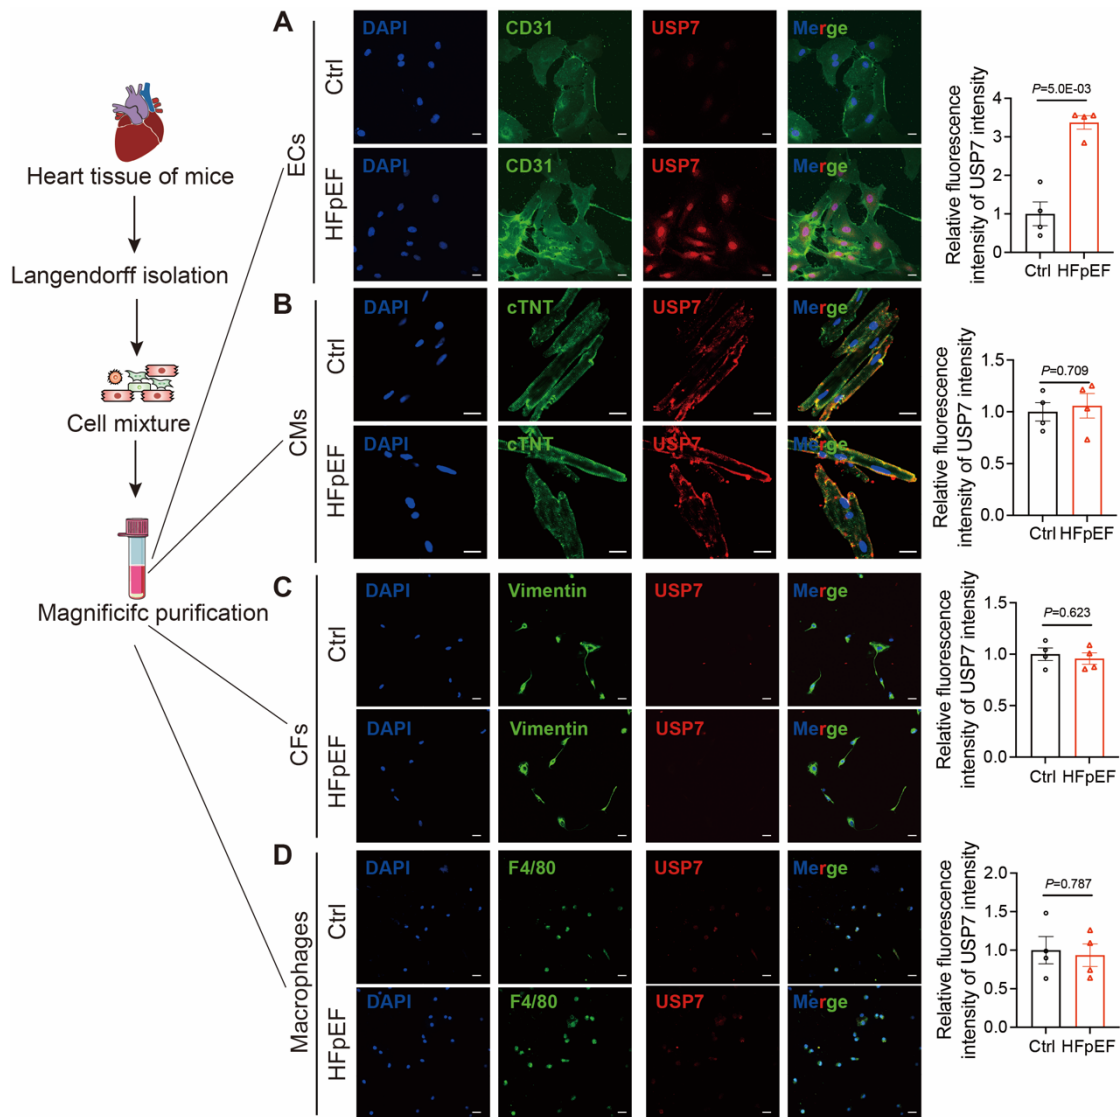 Heart tissue of mice
Langendorff isolation
Cell mixture
Magnificifc purification
A
ECs
Ctrl
DAPI
CD31
USP7
Merge
HFpEF
DAPI
CD31
USP7
Merge
Relative fluorescence
intensity of USP7 intensity
P=5.0E-03
4
3
2
1
0
Ctrl HFpEF
B
CMs
Ctrl
DAPI
cTNT
USP7
Merge
HFpEF
DAPI
cTNT
USP7
Merge
Relative fluorescence
intensity of USP7 intensity
P=0.709
1.5
1.0
0.5
0.0
Ctrl HFpEF
C
CFs
Ctrl
DAPI
Vimentin
USP7
Merge
HFpEF
DAPI
Vimentin
USP7
Merge
Relative fluorescence
intensity of USP7 intensity
P=0.623
1.5
1.0
0.5
0.0
Ctrl HFpEF
D
Macrophages
Ctrl
DAPI
F4/80
USP7
Merge
HFpEF
DAPI
F4/80
USP7
Merge
Relative fluorescence
intensity of USP7 intensity
P=0.787
2.0
1.5
1.0
0.5
0.0
Ctrl HFpEF